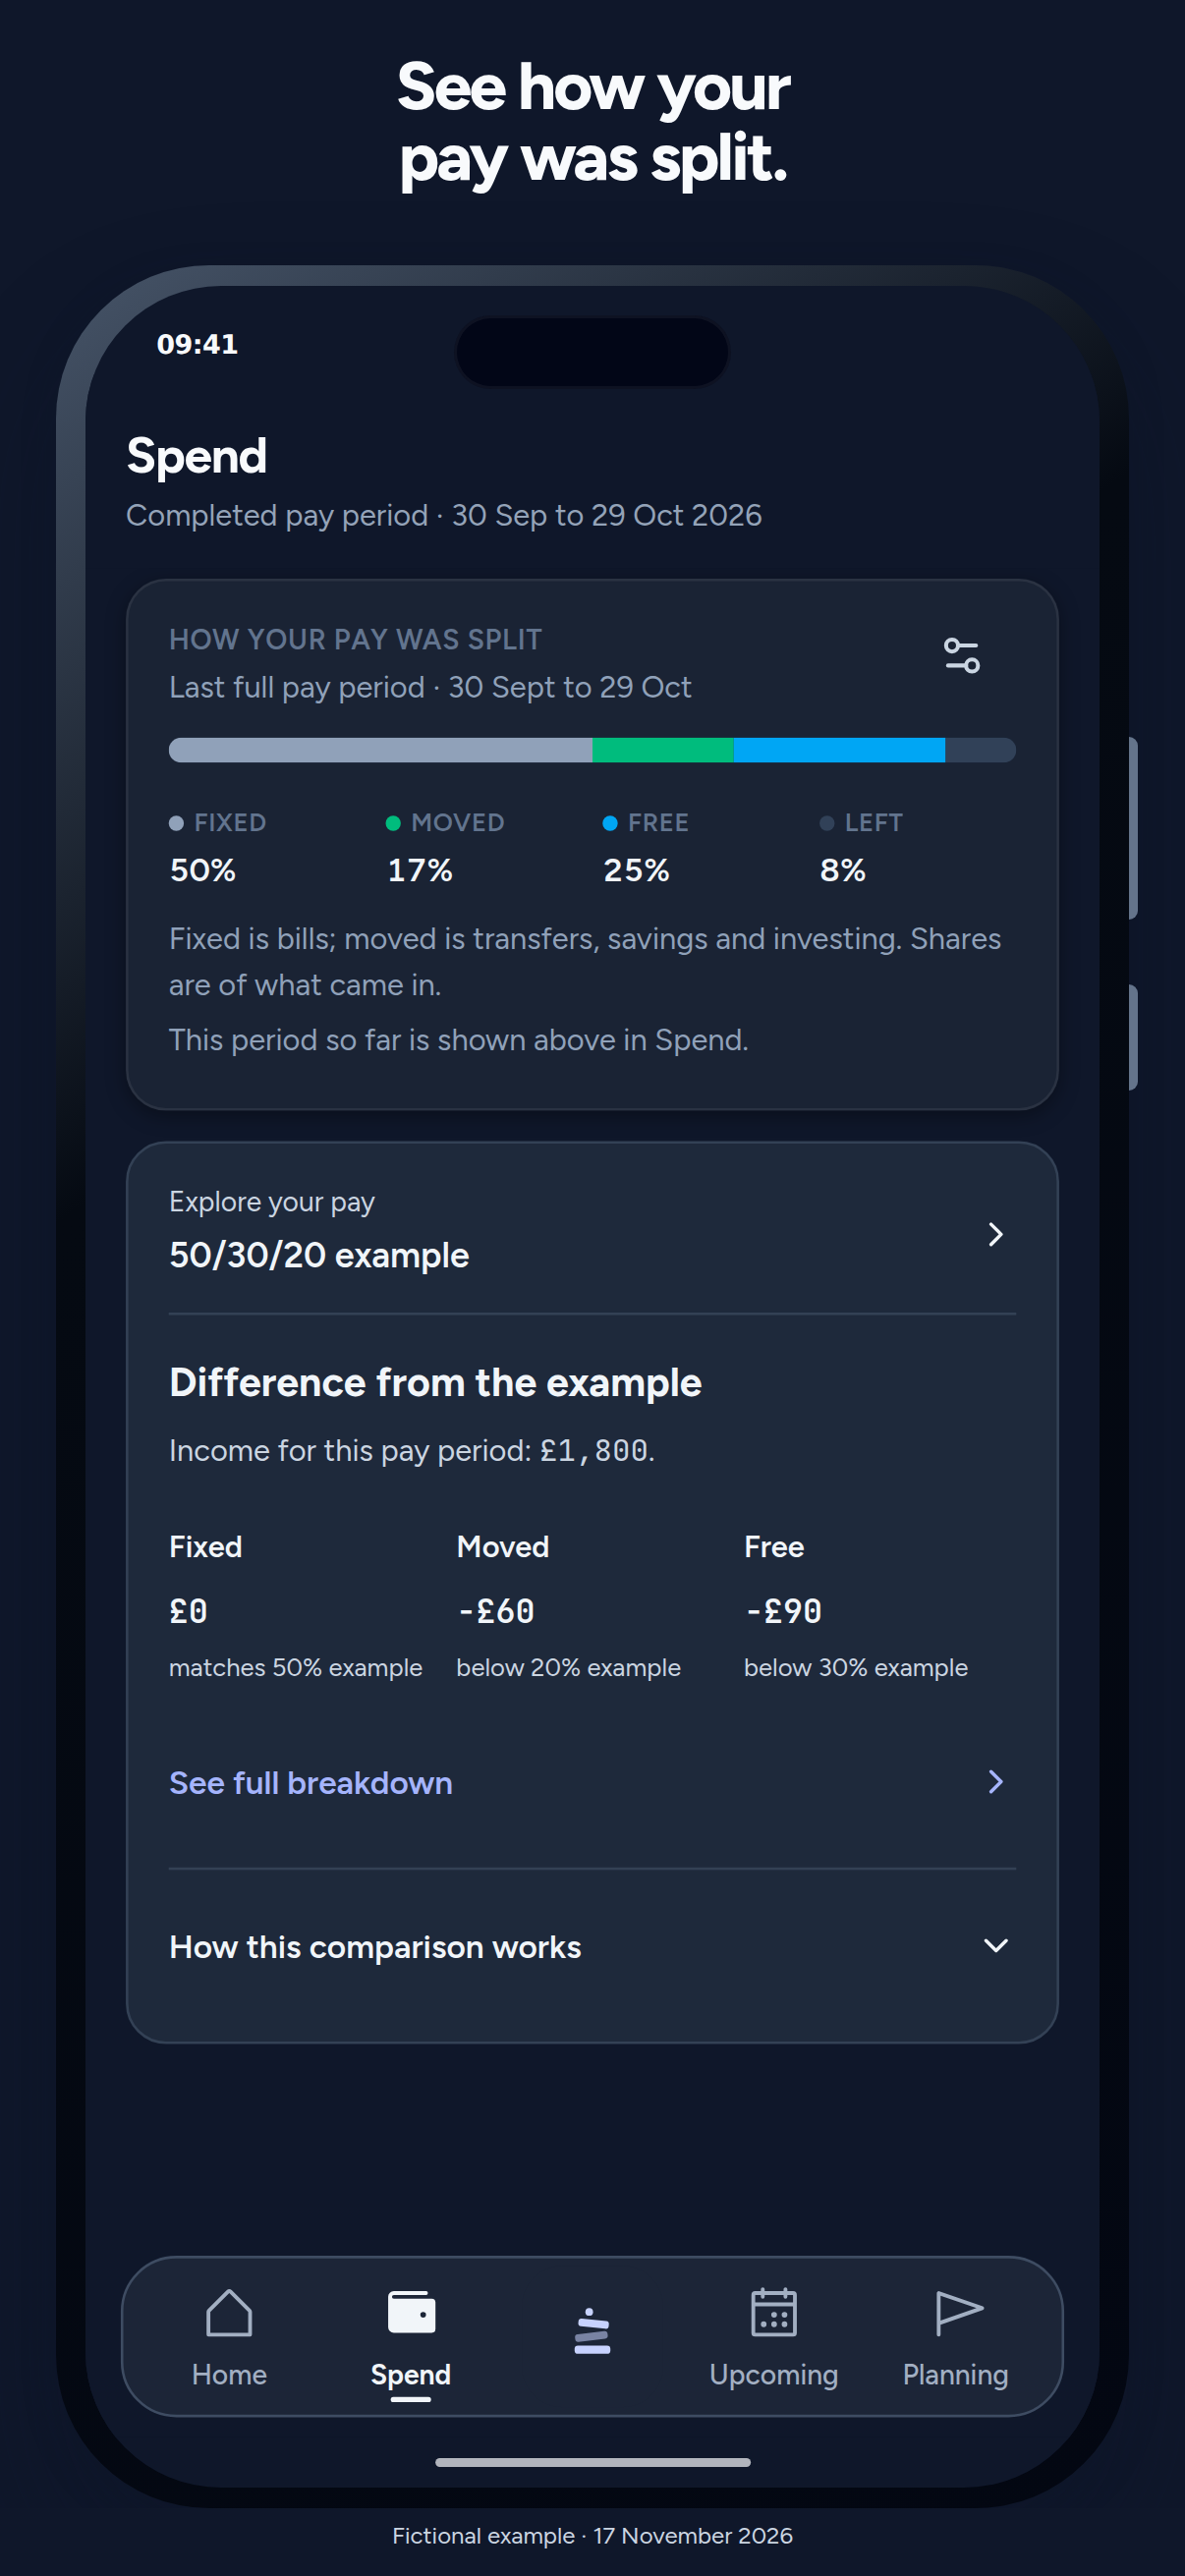 See how your
pay was split.
09:41
Spend
Completed pay period · 30 Sep to 29 Oct 2026
HOW YOUR PAY WAS SPLIT
Last full pay period · 30 Sept to 29 Oct
FIXED MOVED FREE LEFT
50% 17% 25% 8%
Fixed is bills; moved is transfers, savings and investing. Shares
are of what came in.
This period so far is shown above in Spend.
Explore your pay
50/30/20 example
Difference from the example
Income for this pay period: £1,800.
Fixed Moved Free
£0 -£60 -£90
matches 50% example below 20% example below 30% example
See full breakdown
How this comparison works
Home Spend Upcoming Planning
Fictional example · 17 November 2026